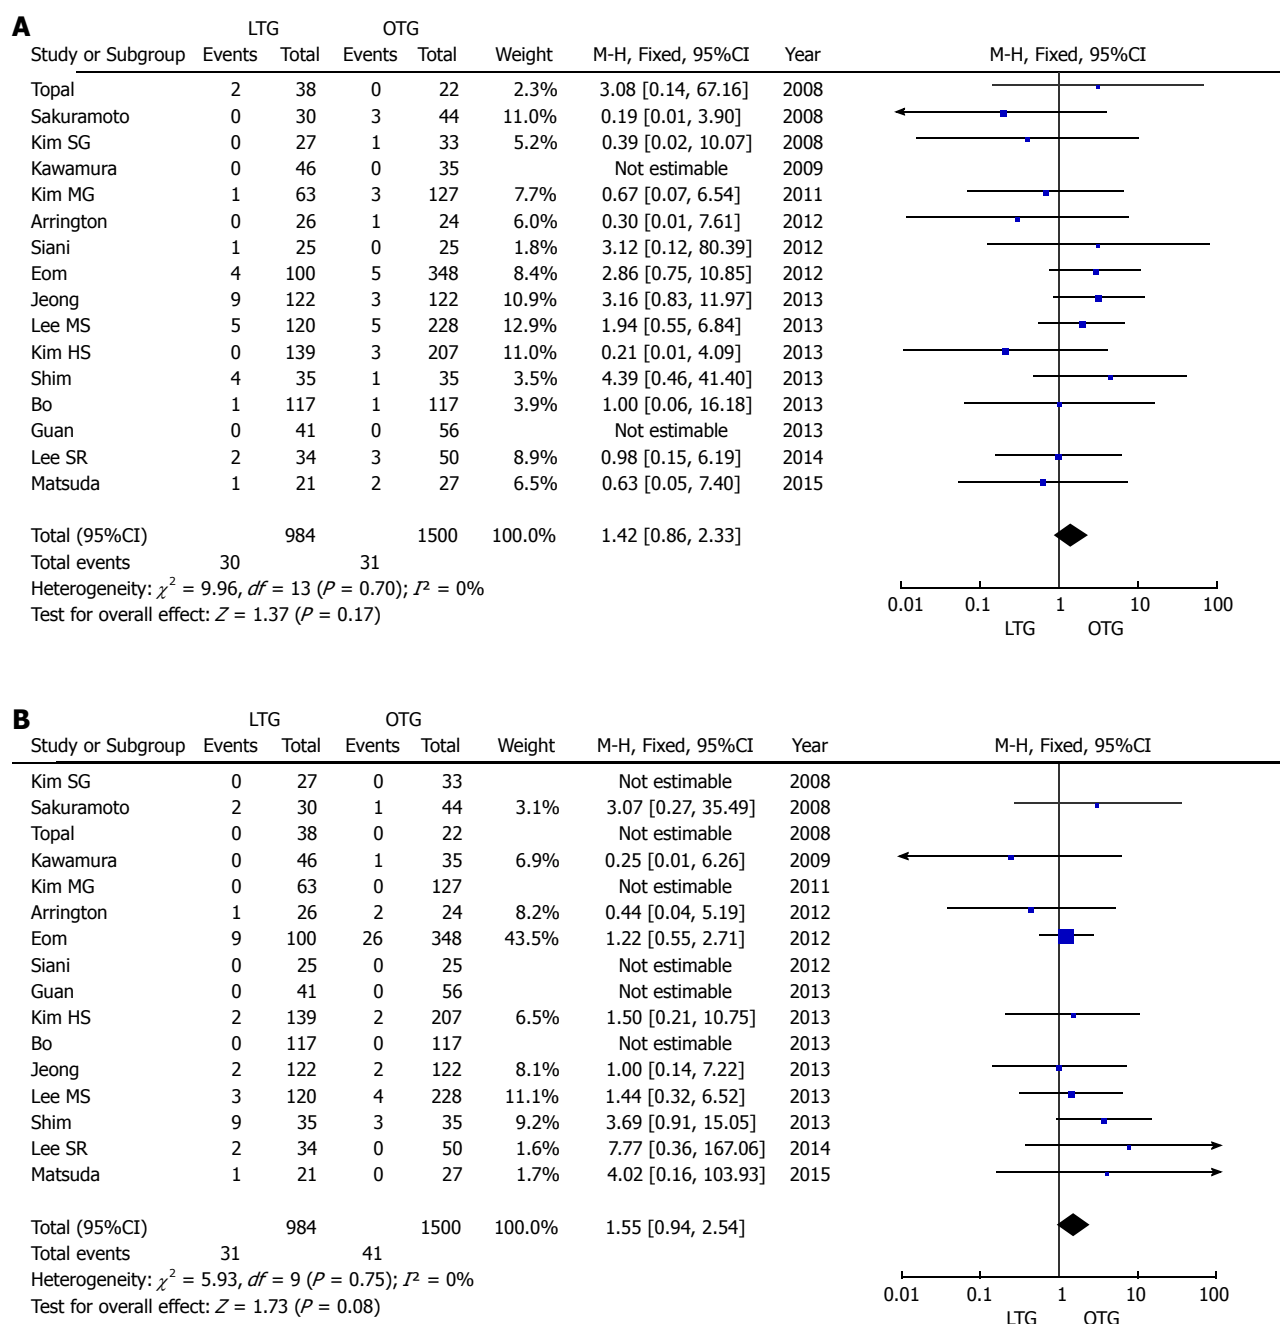 A
LTG OTG
Study or Subgroup Events Total Events Total Weight M-H, Fixed, 95%CI Year M-H, Fixed, 95%CI
Topal 2 38 0 22 2.3% 3.08 [0.14, 67.16] 2008
Sakuramoto 0 30 3 44 11.0% 0.19 [0.01, 3.90] 2008
Kim SG 0 27 1 33 5.2% 0.39 [0.02, 10.07] 2008
Kawamura 0 46 0 35 Not estimable 2009
Kim MG 1 63 3 127 7.7% 0.67 [0.07, 6.54] 2011
Arrington 0 26 1 24 6.0% 0.30 [0.01, 7.61] 2012
Siani 1 25 0 25 1.8% 3.12 [0.12, 80.39] 2012
Eom 4 100 5 348 8.4% 2.86 [0.75, 10.85] 2012
Jeong 9 122 3 122 10.9% 3.16 [0.83, 11.97] 2013
Lee MS 5 120 5 228 12.9% 1.94 [0.55, 6.84] 2013
Kim HS 0 139 3 207 11.0% 0.21 [0.01, 4.09] 2013
Shim 4 35 1 35 3.5% 4.39 [0.46, 41.40] 2013
Bo 1 117 1 117 3.9% 1.00 [0.06, 16.18] 2013
Guan 0 41 0 56 Not estimable 2013
Lee SR 2 34 3 50 8.9% 0.98 [0.15, 6.19] 2014
Matsuda 1 21 2 27 6.5% 0.63 [0.05, 7.40] 2015
Total (95%CI) 984 1500 100.0% 1.42 [0.86, 2.33]
Total events 30 31
Heterogeneity: χ² = 9.96, df = 13 (P = 0.70); I² = 0%
Test for overall effect: Z = 1.37 (P = 0.17)
0.01 0.1 1 10 100
LTG OTG
B
LTG OTG
Study or Subgroup Events Total Events Total Weight M-H, Fixed, 95%CI Year M-H, Fixed, 95%CI
Kim SG 0 27 0 33 Not estimable 2008
Sakuramoto 2 30 1 44 3.1% 3.07 [0.27, 35.49] 2008
Topal 0 38 0 22 Not estimable 2008
Kawamura 0 46 1 35 6.9% 0.25 [0.01, 6.26] 2009
Kim MG 0 63 0 127 Not estimable 2011
Arrington 1 26 2 24 8.2% 0.44 [0.04, 5.19] 2012
Eom 9 100 26 348 43.5% 1.22 [0.55, 2.71] 2012
Siani 0 25 0 25 Not estimable 2012
Guan 0 41 0 56 Not estimable 2013
Kim HS 2 139 2 207 6.5% 1.50 [0.21, 10.75] 2013
Bo 0 117 0 117 Not estimable 2013
Jeong 2 122 2 122 8.1% 1.00 [0.14, 7.22] 2013
Lee MS 3 120 4 228 11.1% 1.44 [0.32, 6.52] 2013
Shim 9 35 3 35 9.2% 3.69 [0.91, 15.05] 2013
Lee SR 2 34 0 50 1.6% 7.77 [0.36, 167.06] 2014
Matsuda 1 21 0 27 1.7% 4.02 [0.16, 103.93] 2015
Total (95%CI) 984 1500 100.0% 1.55 [0.94, 2.54]
Total events 31 41
Heterogeneity: χ² = 5.93, df = 9 (P = 0.75); I² = 0%
Test for overall effect: Z = 1.73 (P = 0.08)
0.01 0.1 1 10 100
LTG OTG